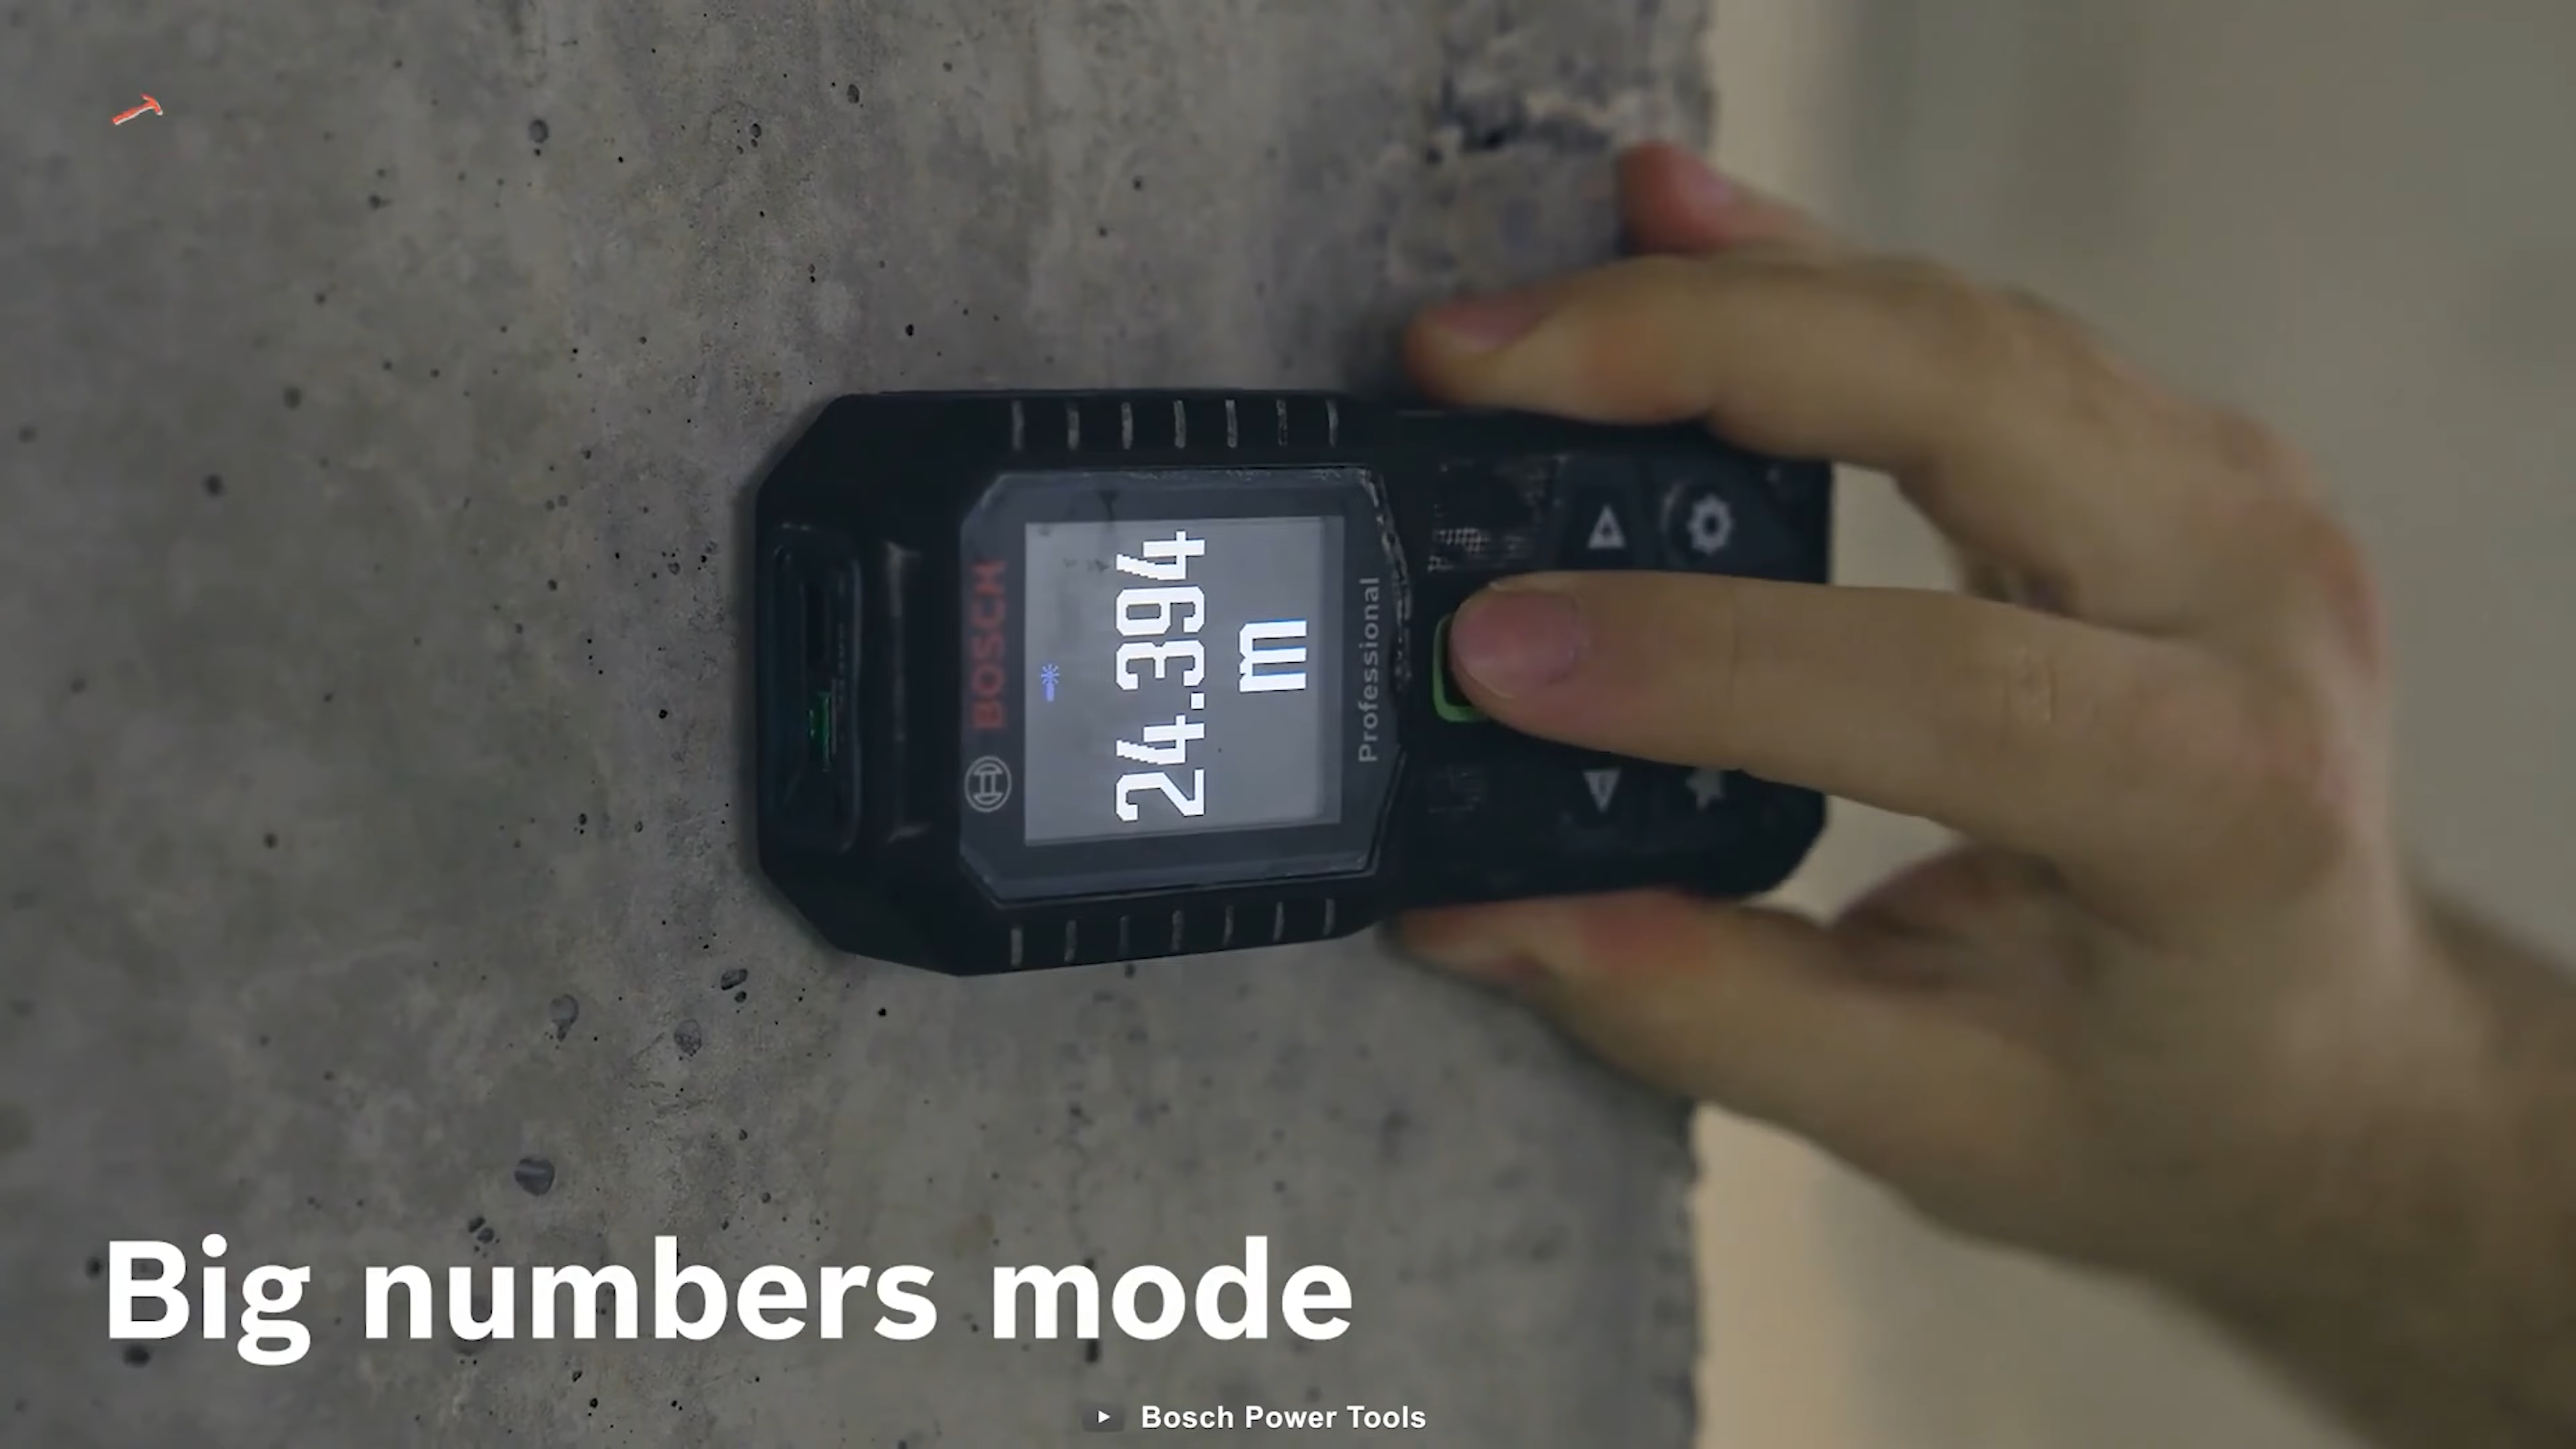 BOSCH
24.394
m
Professional
Big numbers mode
Bosch Power Tools